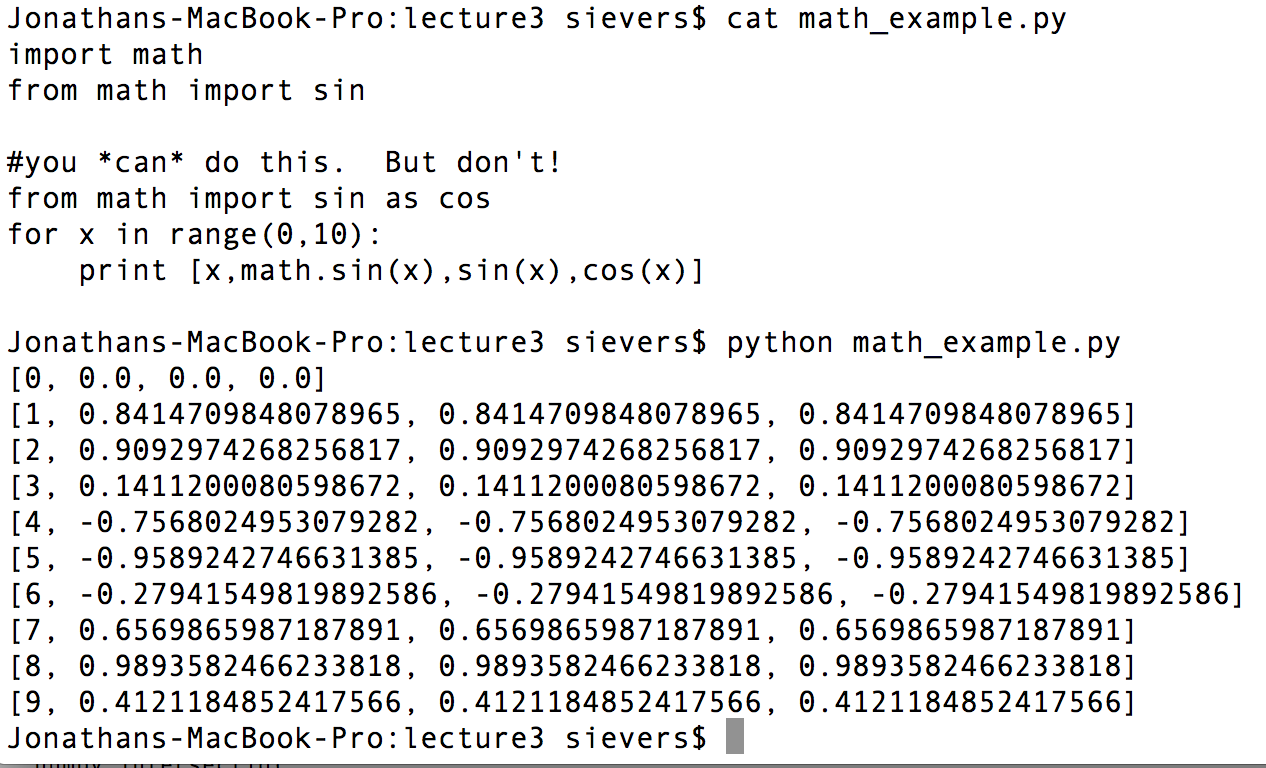 Jonathans-MacBook-Pro:lecture3 sievers$ cat math_example.py
import math
from math import sin
#you *can* do this.  But don't!
from math import sin as cos
for x in range(0,10):
    print [x,math.sin(x),sin(x),cos(x)]
Jonathans-MacBook-Pro:lecture3 sievers$ python math_example.py
[0, 0.0, 0.0, 0.0]
[1, 0.8414709848078965, 0.8414709848078965, 0.8414709848078965]
[2, 0.9092974268256817, 0.9092974268256817, 0.9092974268256817]
[3, 0.1411200080598672, 0.1411200080598672, 0.1411200080598672]
[4, -0.7568024953079282, -0.7568024953079282, -0.7568024953079282]
[5, -0.9589242746631385, -0.9589242746631385, -0.9589242746631385]
[6, -0.27941549819892586, -0.27941549819892586, -0.27941549819892586]
[7, 0.6569865987187891, 0.6569865987187891, 0.6569865987187891]
[8, 0.9893582466233818, 0.9893582466233818, 0.9893582466233818]
[9, 0.4121184852417566, 0.4121184852417566, 0.4121184852417566]
Jonathans-MacBook-Pro:lecture3 sievers$